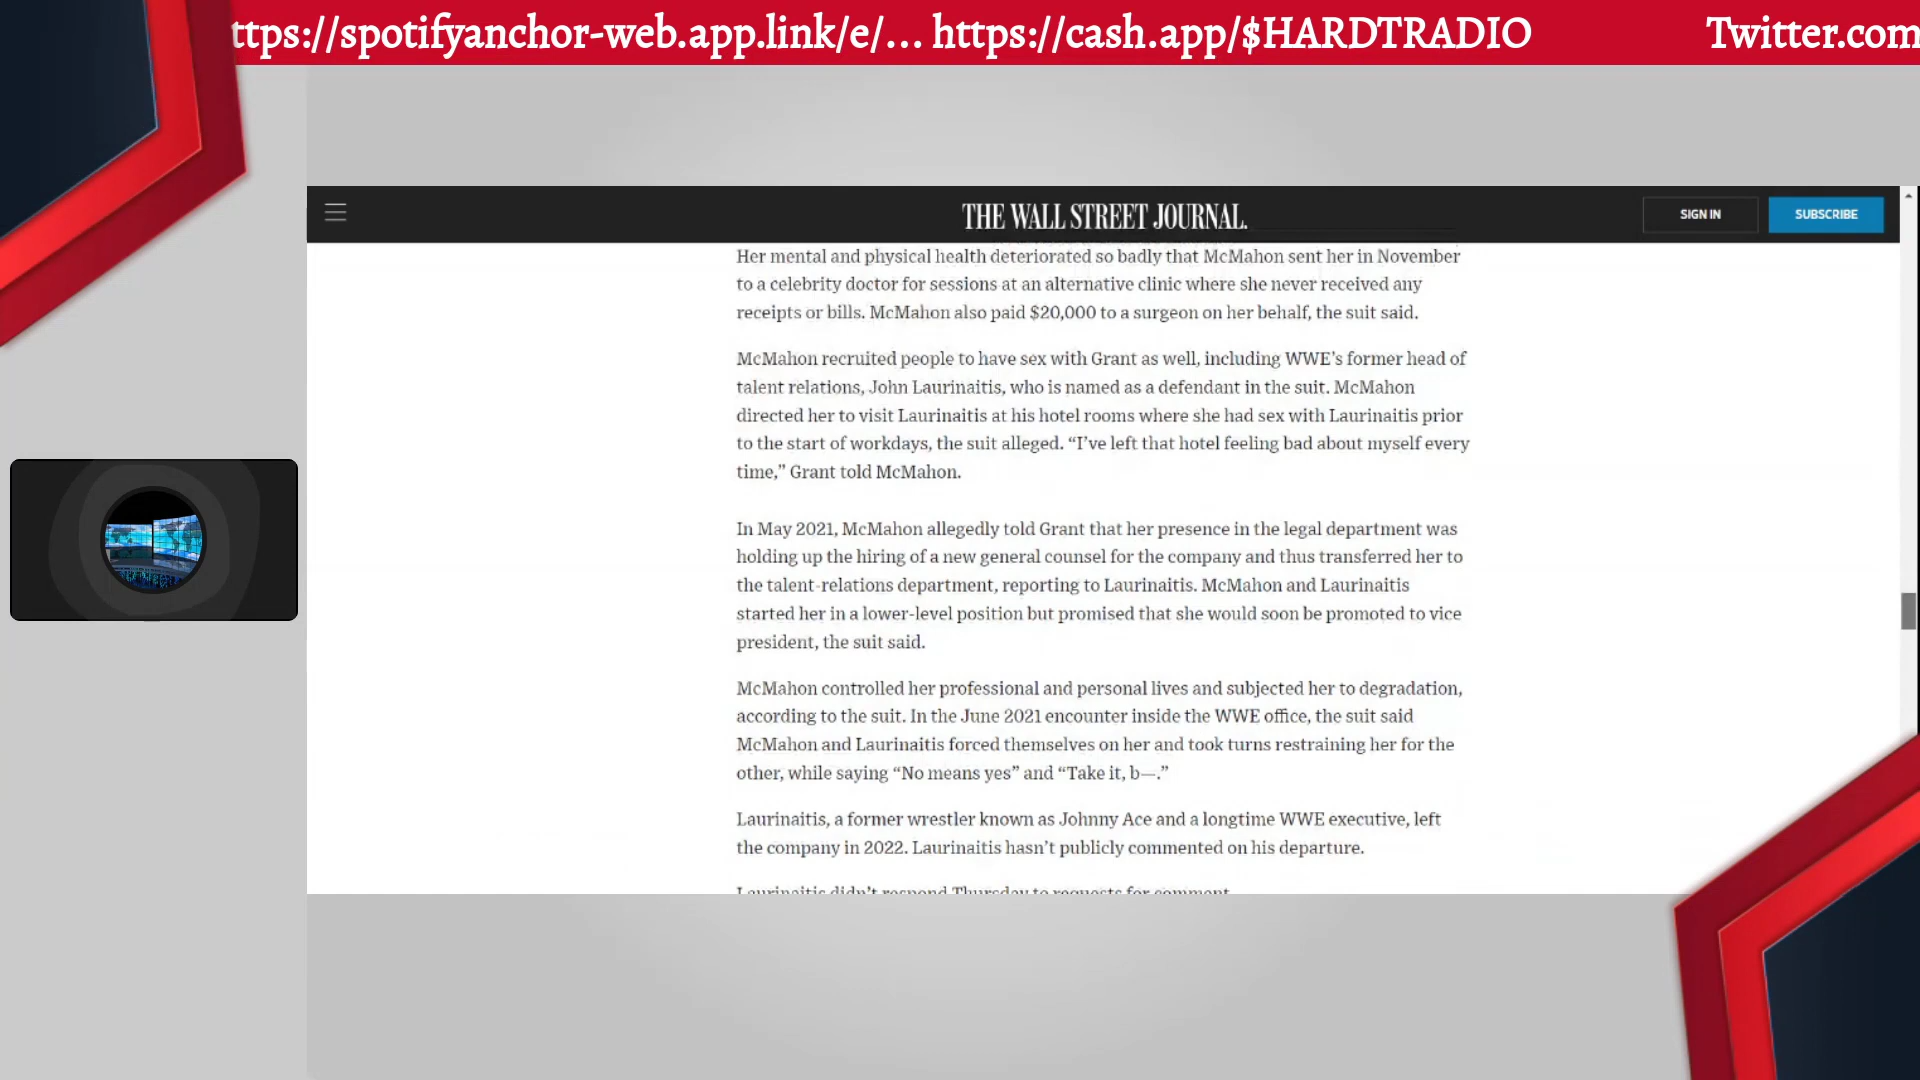 ttps://spotifyanchor-web.app.link/e/... https://cash.app/$HARDTRADIO Twitter.com
THE WALL STREET JOURNAL.
SIGN IN
SUBSCRIBE
Her mental and physical health deteriorated so badly that McMahon sent her in November
to a celebrity doctor for sessions at an alternative clinic where she never received any
receipts or bills. McMahon also paid $20,000 to a surgeon on her behalf, the suit said.
McMahon recruited people to have sex with Grant as well, including WWE's former head of
talent relations, John Laurinaitis, who is named as a defendant in the suit. McMahon
directed her to visit Laurinaitis at his hotel rooms where she had sex with Laurinaitis prior
to the start of workdays, the suit alleged. “I've left that hotel feeling bad about myself every
time,” Grant told McMahon.
In May 2021, McMahon allegedly told Grant that her presence in the legal department was
holding up the hiring of a new general counsel for the company and thus transferred her to
the talent-relations department, reporting to Laurinaitis. McMahon and Laurinaitis
started her in a lower-level position but promised that she would soon be promoted to vice
president, the suit said.
McMahon controlled her professional and personal lives and subjected her to degradation,
according to the suit. In the June 2021 encounter inside the WWE office, the suit said
McMahon and Laurinaitis forced themselves on her and took turns restraining her for the
other, while saying “No means yes” and “Take it, b—.”
Laurinaitis, a former wrestler known as Johnny Ace and a longtime WWE executive, left
the company in 2022. Laurinaitis hasn't publicly commented on his departure.
Laurinaitis didn't respond Thursday to requests for comment.